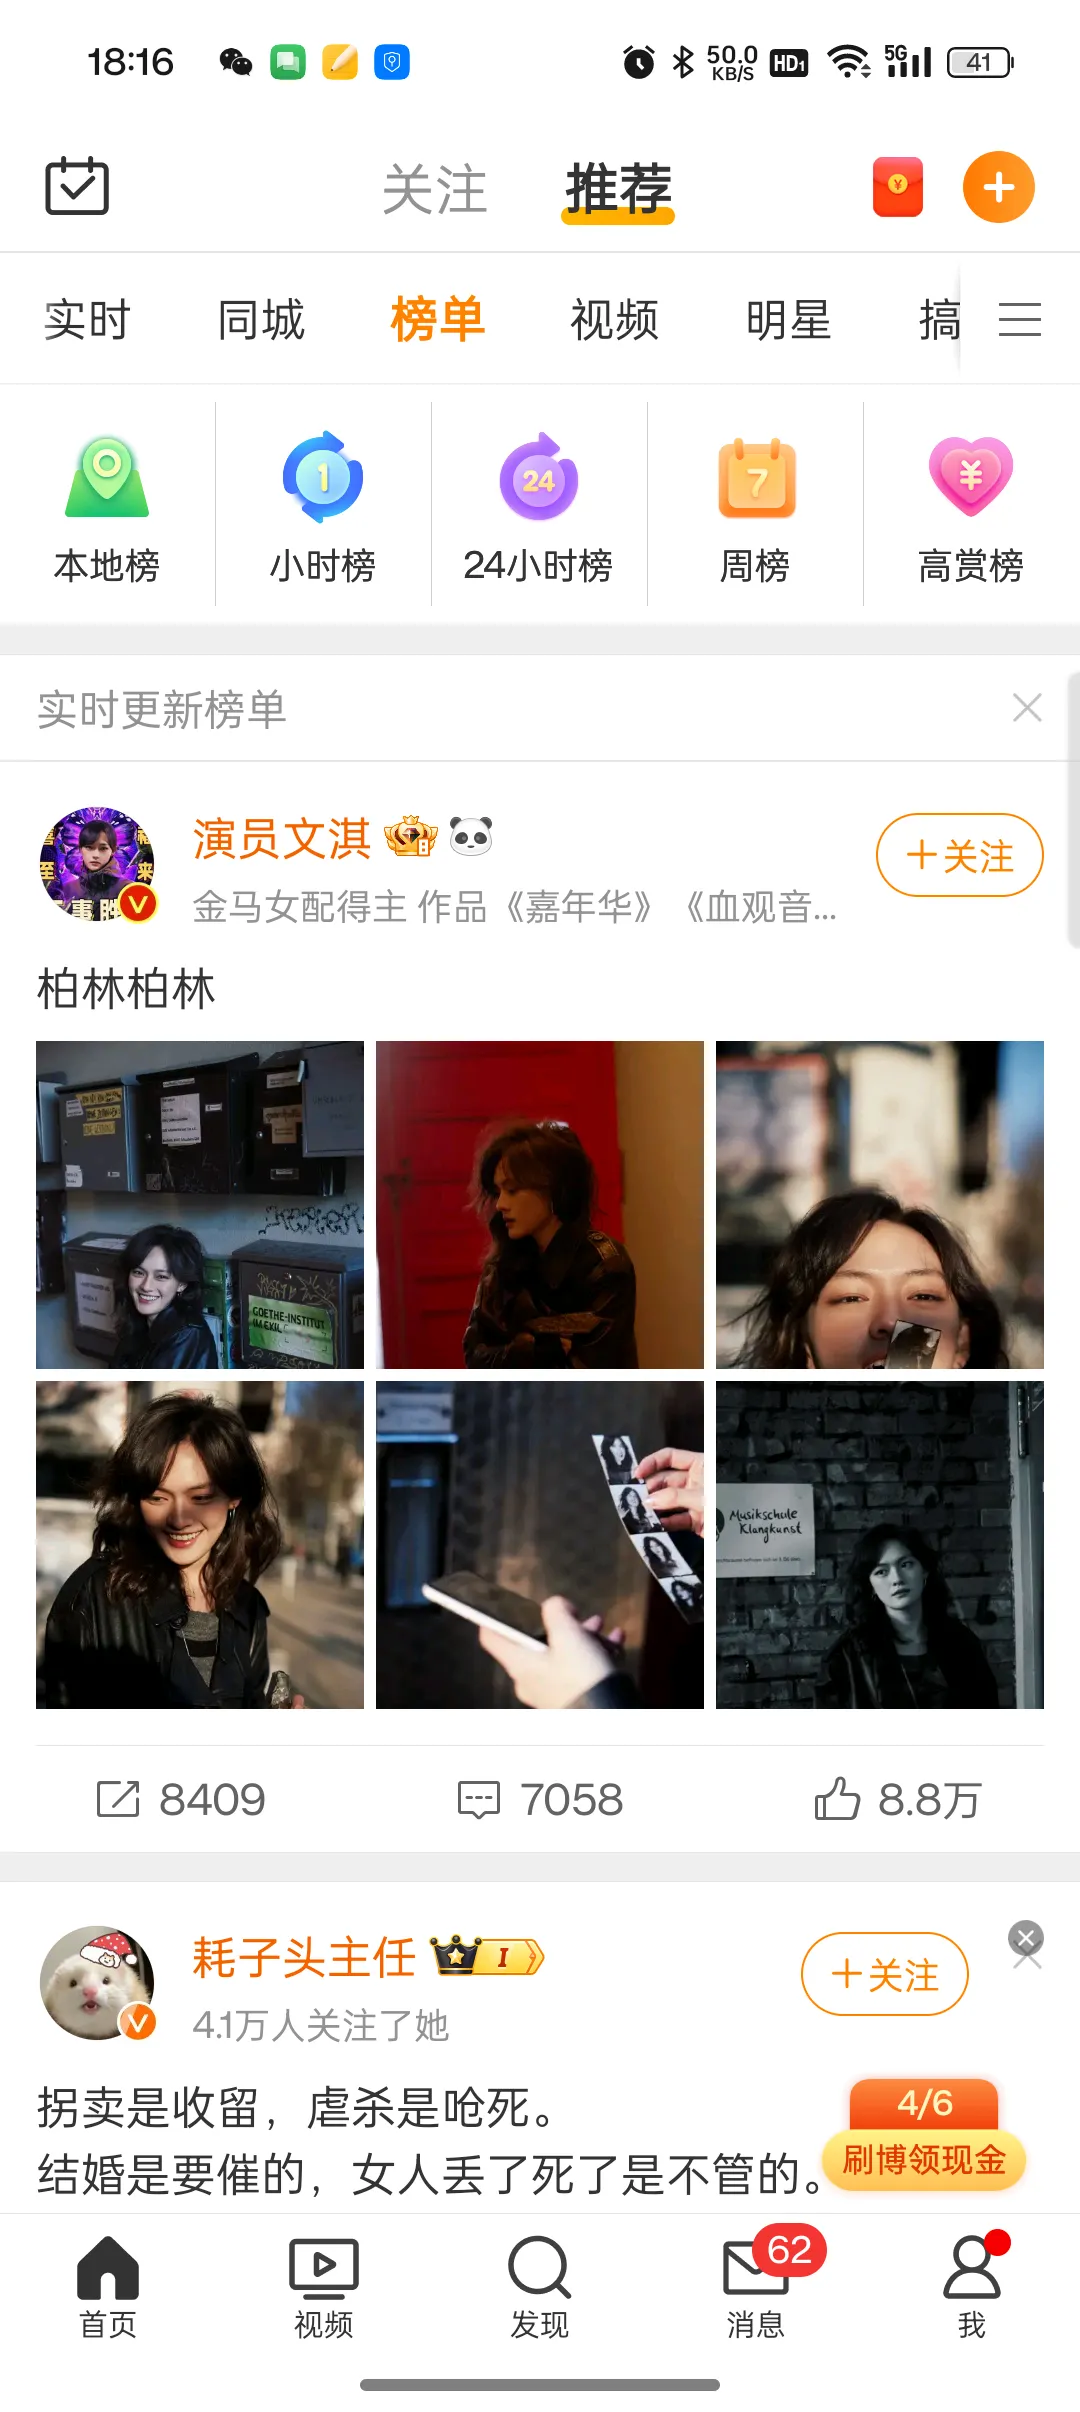 18:16
50.0 KB/S HD1 5G 41
关注 推荐
实时 同城 榜单 视频 明星 搞
1 24 7 ¥
本地榜 小时榜 24小时榜 周榜 高赏榜
实时更新榜单
演员文淇
+关注
金马女配得主 作品《嘉年华》《血观音...
柏林柏林
GOETHE-INSTITUT
IM EXIL
Musikschule
Klangkunst
8409 7058 8.8万
耗子头主任 I
+关注
4.1万人关注了她
拐卖是收留，虐杀是呛死。
结婚是要催的，女人丢了死了是不管的。
4/6
刷博领现金
62
首页 视频 发现 消息 我